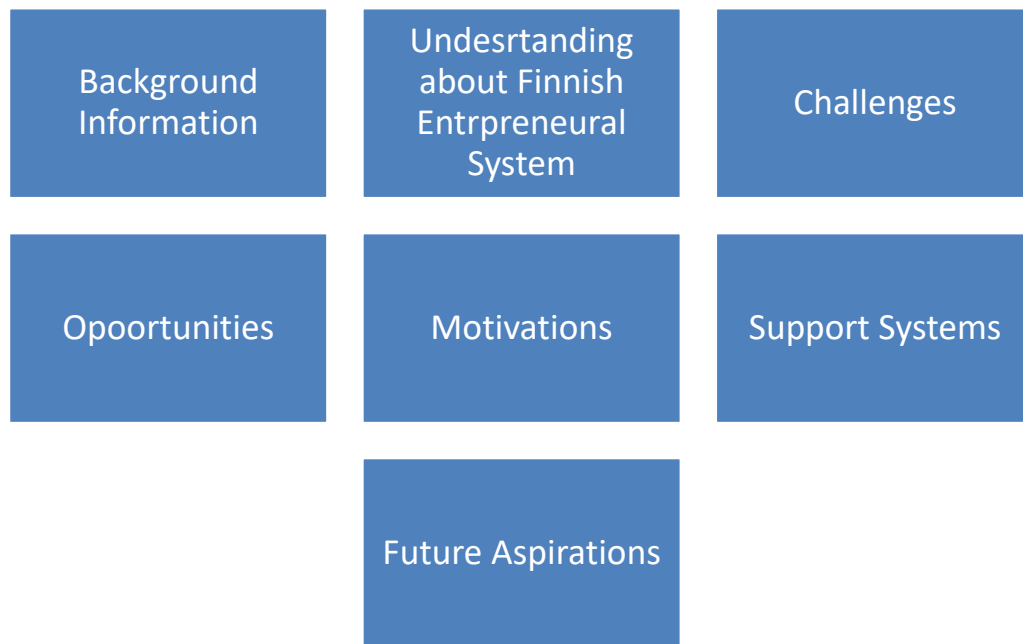 Background
Information
Undesrtanding
about Finnish
Entrpreneural
System
Challenges
Opoortunities
Motivations
Support Systems
Future Aspirations